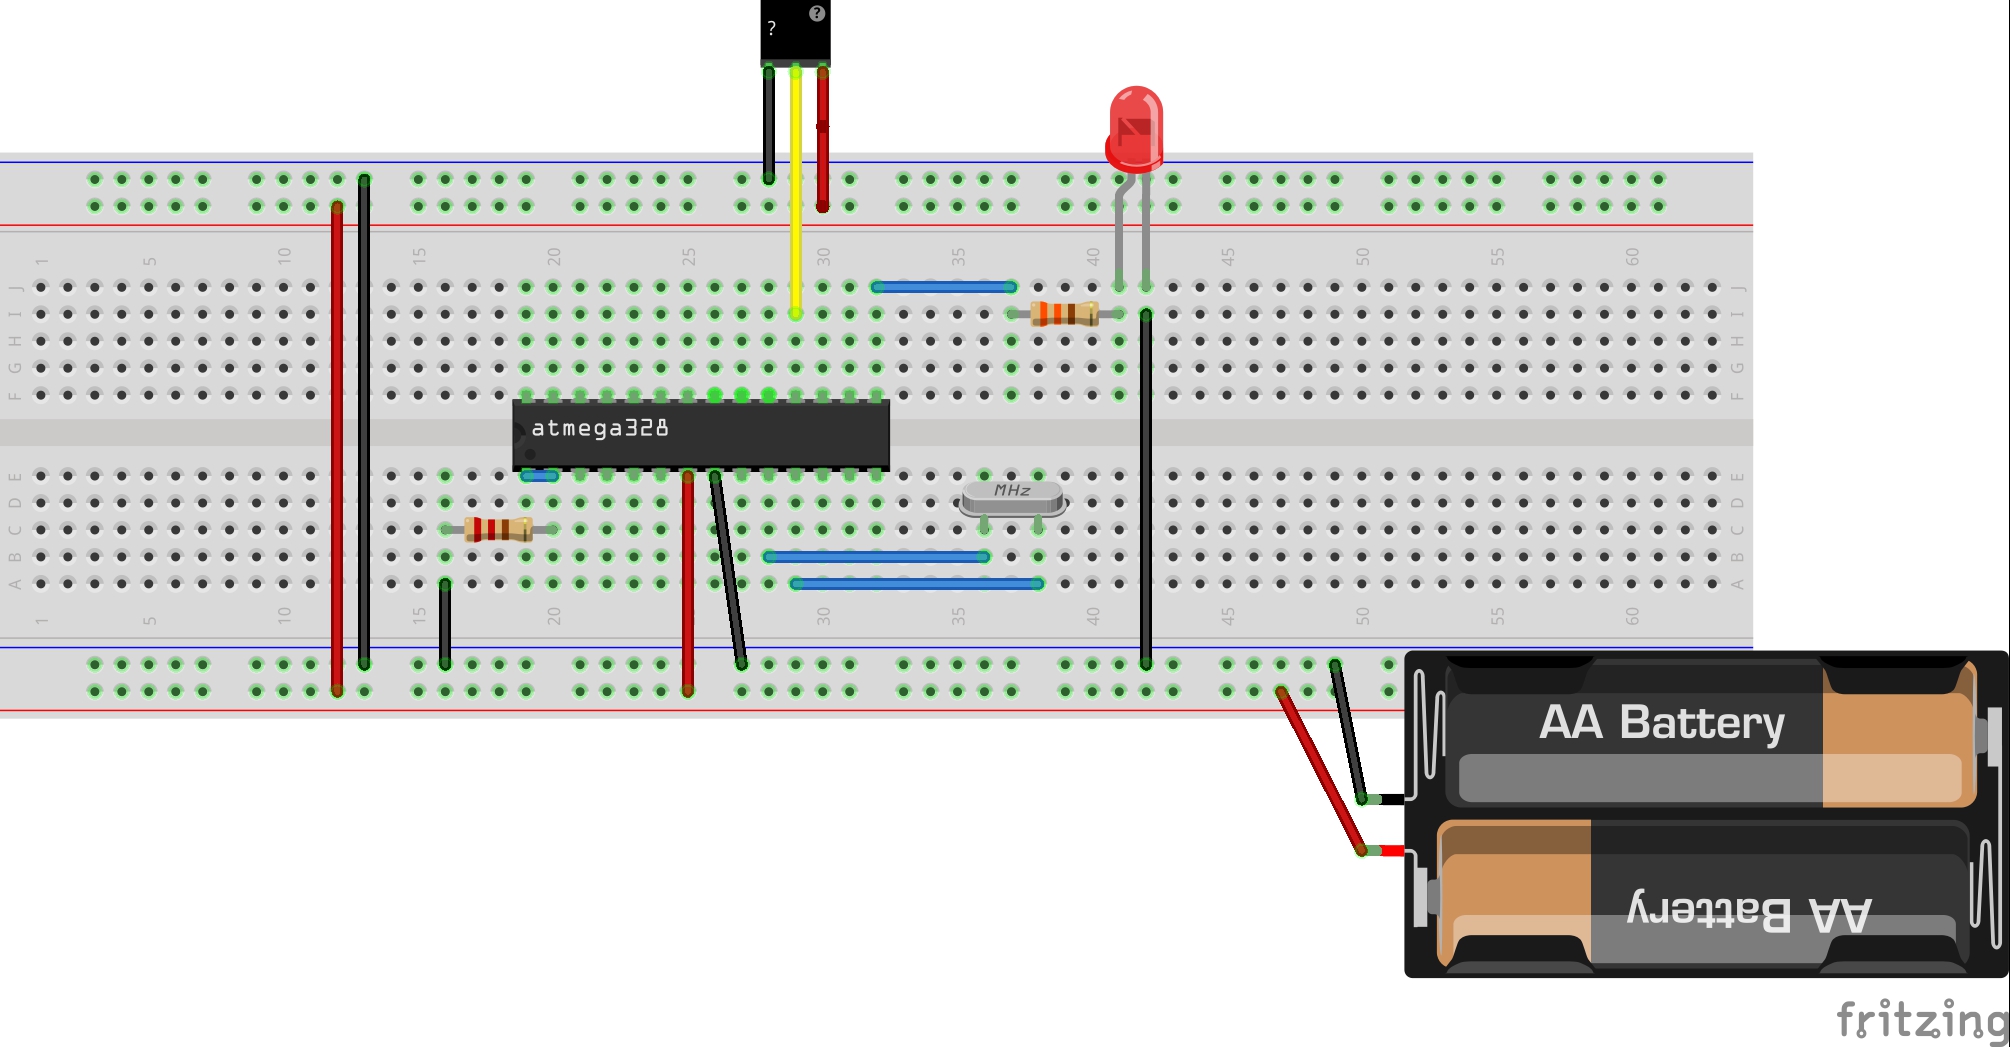 ?
?
1 5 10 15 20 25 30 35 40 45 50 55 60
J J
I I
H H
G G
F F
atmega328
E E
MHz
D D
C C
B B
A A
1 5 10 15 20 25 30 35 40 45 50 55 60
AA Battery
AA Battery
fritzing